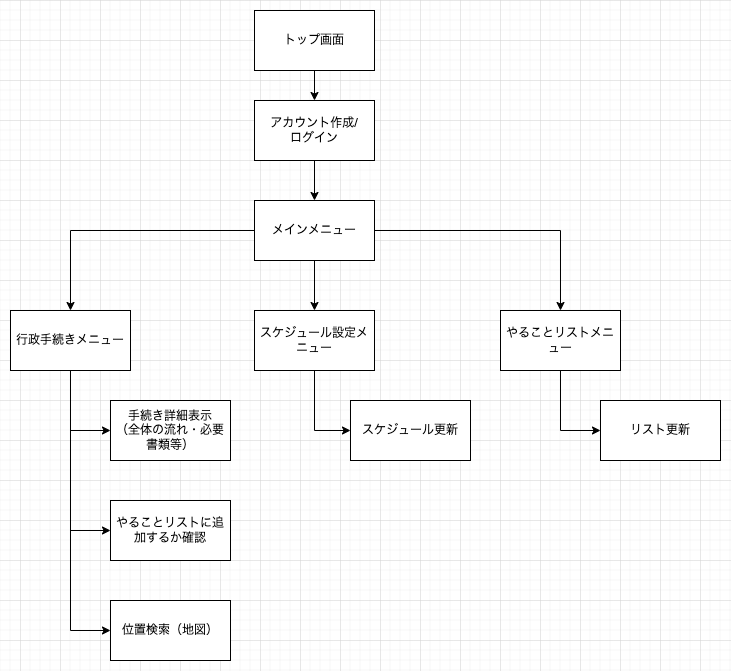 トップ画面
アカウント作成/
ログイン
メインメニュー
行政手続きメニュー
スケジュール設定メ
ニュー
やることリストメニ
ュー
手続き詳細表示
（全体の流れ・必要
書類等）
スケジュール更新
リスト更新
やることリストに追
加するか確認
位置検索（地図）